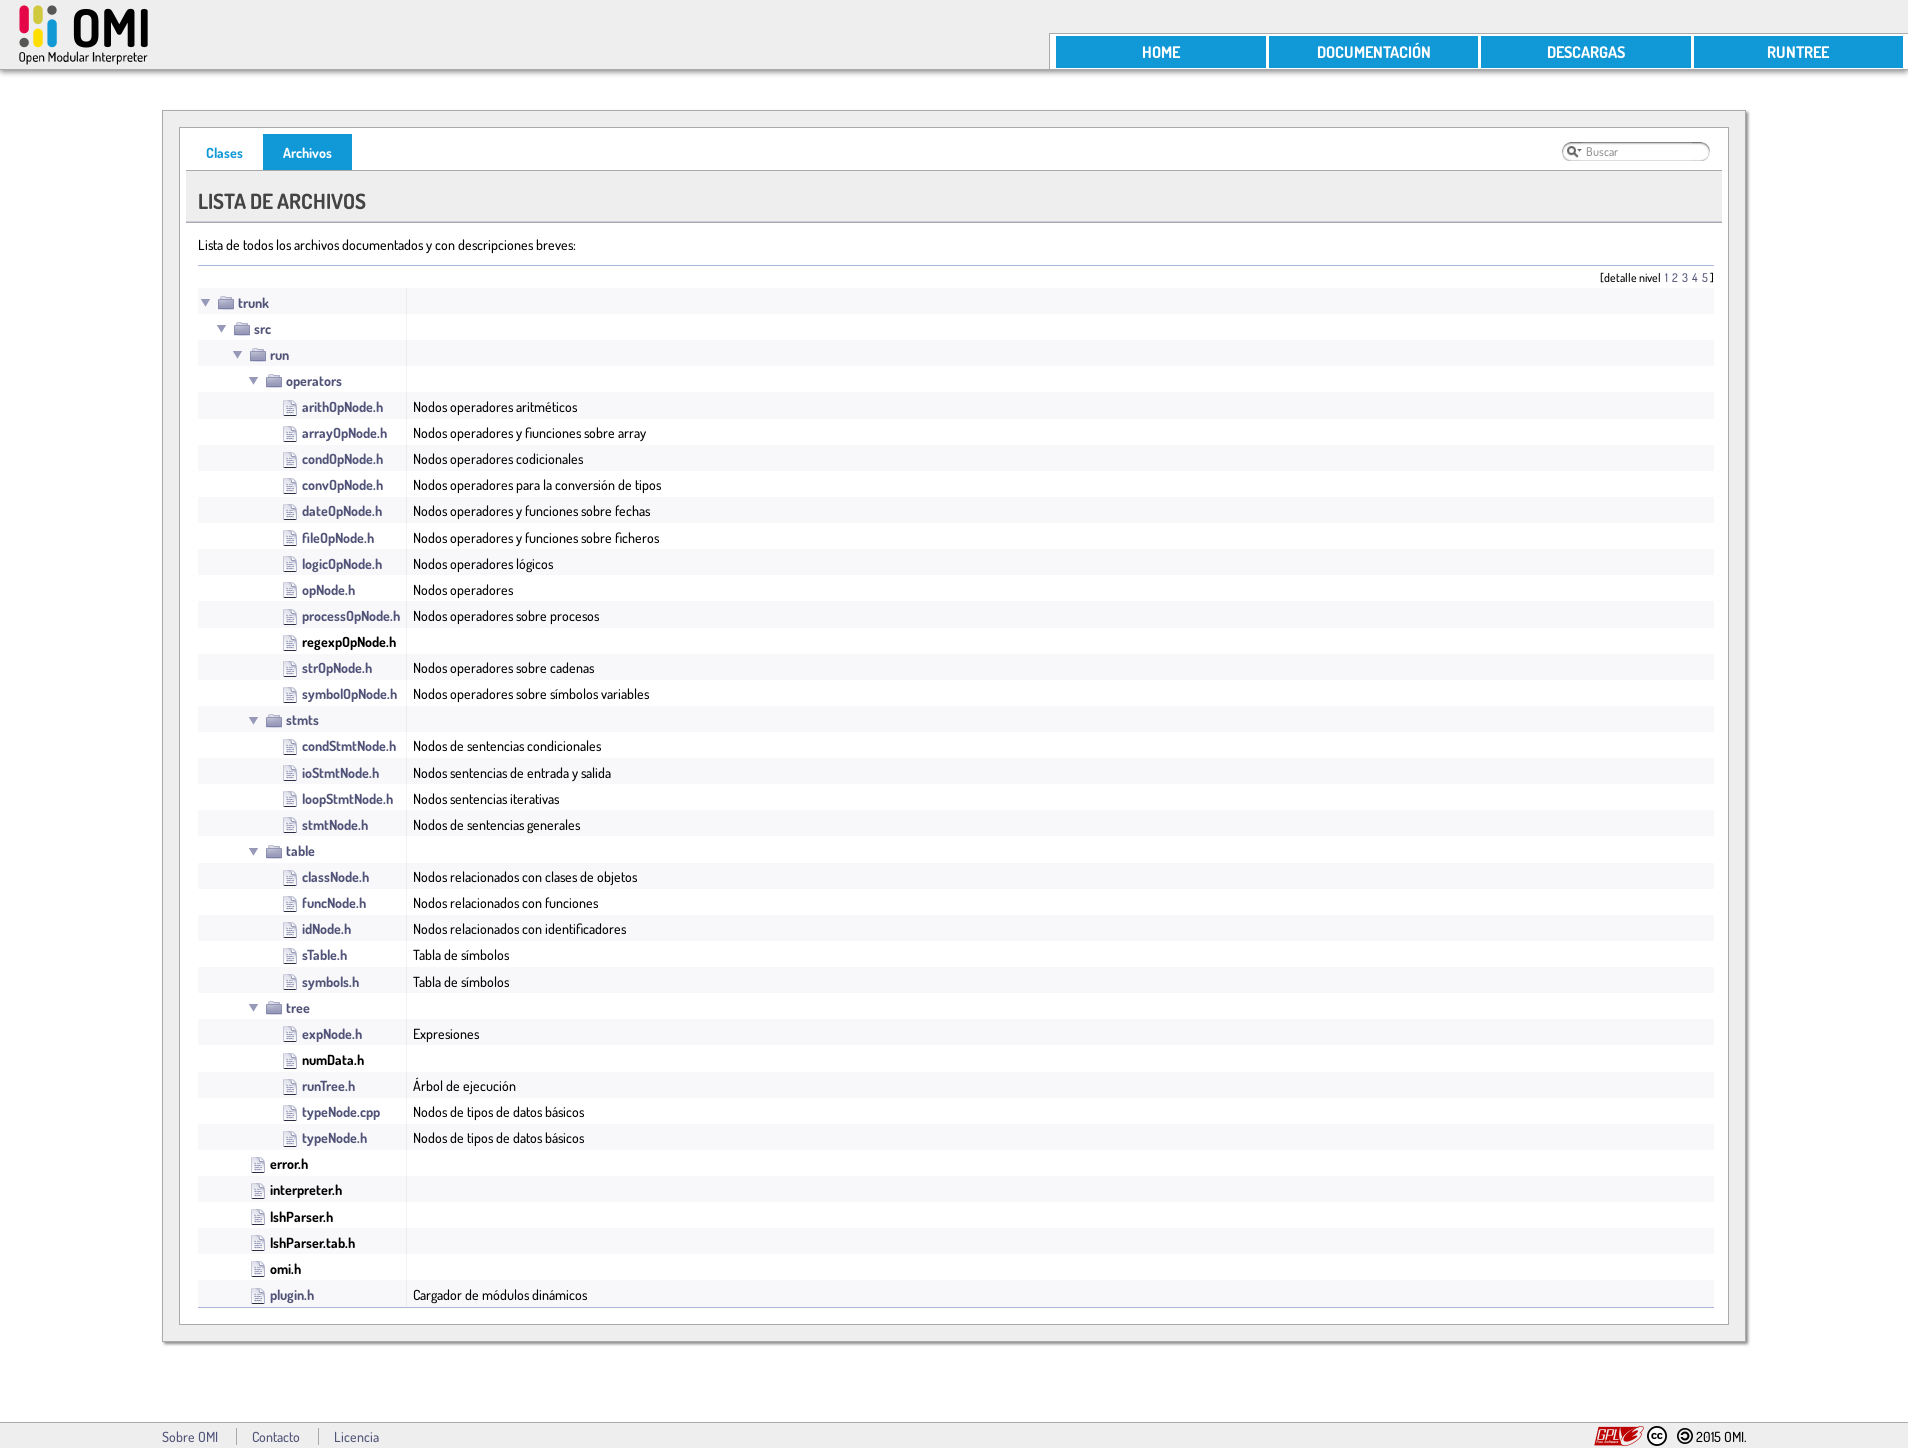 OMI
Open Modular Interpreter
HOME DOCUMENTACIÓN DESCARGAS RUNTREE
Clases Archivos Buscar
LISTA DE ARCHIVOS
Lista de todos los archivos documentados y con descripciones breves:
[detalle nivel 1 2 3 4 5]
trunk
src
run
operators
arithOpNode.h Nodos operadores aritméticos
arrayOpNode.h Nodos operadores y fiunciones sobre array
condOpNode.h Nodos operadores codicionales
convOpNode.h Nodos operadores para la conversión de tipos
dateOpNode.h Nodos operadores y funciones sobre fechas
fileOpNode.h Nodos operadores y funciones sobre ficheros
logicOpNode.h Nodos operadores lógicos
opNode.h Nodos operadores
processOpNode.h Nodos operadores sobre procesos
regexpOpNode.h
strOpNode.h Nodos operadores sobre cadenas
symbolOpNode.h Nodos operadores sobre símbolos variables
stmts
condStmtNode.h Nodos de sentencias condicionales
ioStmtNode.h Nodos sentencias de entrada y salida
loopStmtNode.h Nodos sentencias iterativas
stmtNode.h Nodos de sentencias generales
table
classNode.h Nodos relacionados con clases de objetos
funcNode.h Nodos relacionados con funciones
idNode.h Nodos relacionados con identificadores
sTable.h Tabla de símbolos
symbols.h Tabla de símbolos
tree
expNode.h Expresiones
numData.h
runTree.h Árbol de ejecución
typeNode.cpp Nodos de tipos de datos básicos
typeNode.h Nodos de tipos de datos básicos
error.h
interpreter.h
lshParser.h
lshParser.tab.h
omi.h
plugin.h Cargador de módulos dinámicos
Sobre OMI Contacto Licencia GPLv3 cc 2015 OMI.